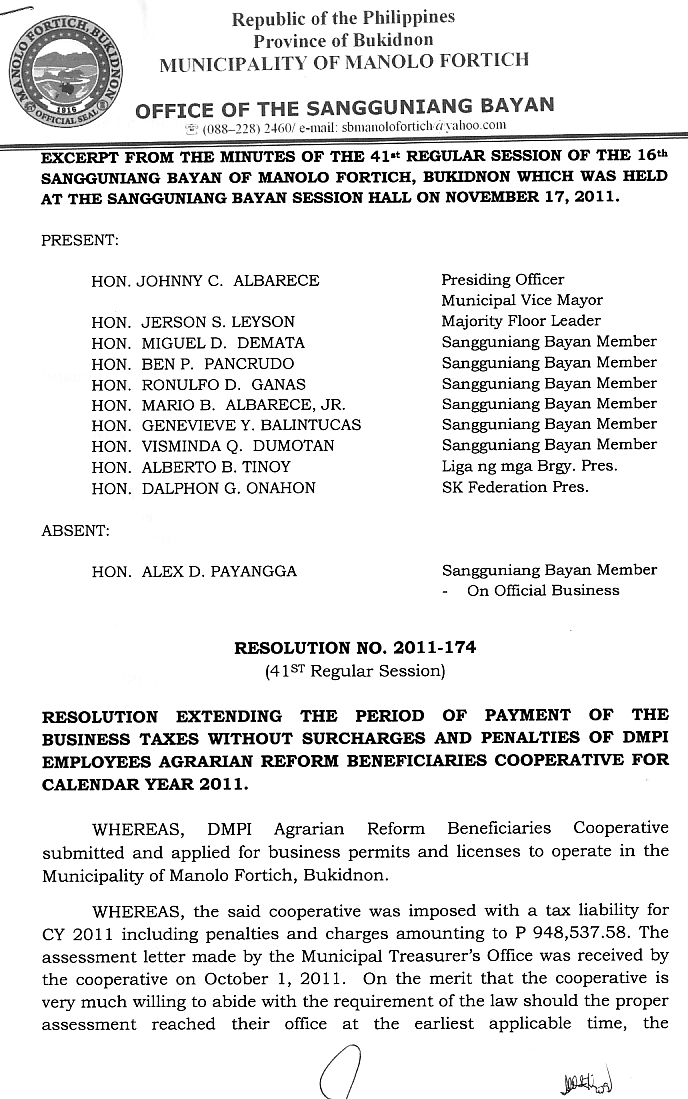 MANOLO FORTICH, BUKIDNON
1916
OFFICIAL SEAL
Republic of the Philippines
Province of Bukidnon
MUNICIPALITY OF MANOLO FORTICH
OFFICE OF THE SANGGUNIANG BAYAN
☏ (088–228) 2460/ e-mail: sbmanolofortich@yahoo.com
EXCERPT FROM THE MINUTES OF THE 41st REGULAR SESSION OF THE 16th
SANGGUNIANG BAYAN OF MANOLO FORTICH, BUKIDNON WHICH WAS HELD
AT THE SANGGUNIANG BAYAN SESSION HALL ON NOVEMBER 17, 2011.
PRESENT:
HON. JOHNNY C. ALBARECE Presiding Officer
Municipal Vice Mayor
HON. JERSON S. LEYSON Majority Floor Leader
HON. MIGUEL D. DEMATA Sangguniang Bayan Member
HON. BEN P. PANCRUDO Sangguniang Bayan Member
HON. RONULFO D. GANAS Sangguniang Bayan Member
HON. MARIO B. ALBARECE, JR. Sangguniang Bayan Member
HON. GENEVIEVE Y. BALINTUCAS Sangguniang Bayan Member
HON. VISMINDA Q. DUMOTAN Sangguniang Bayan Member
HON. ALBERTO B. TINOY Liga ng mga Brgy. Pres.
HON. DALPHON G. ONAHON SK Federation Pres.
ABSENT:
HON. ALEX D. PAYANGGA Sangguniang Bayan Member
- On Official Business
RESOLUTION NO. 2011-174
(41ST Regular Session)
RESOLUTION EXTENDING THE PERIOD OF PAYMENT OF THE
BUSINESS TAXES WITHOUT SURCHARGES AND PENALTIES OF DMPI
EMPLOYEES AGRARIAN REFORM BENEFICIARIES COOPERATIVE FOR
CALENDAR YEAR 2011.
WHEREAS, DMPI Agrarian Reform Beneficiaries Cooperative
submitted and applied for business permits and licenses to operate in the
Municipality of Manolo Fortich, Bukidnon.
WHEREAS, the said cooperative was imposed with a tax liability for
CY 2011 including penalties and charges amounting to P 948,537.58. The
assessment letter made by the Municipal Treasurer's Office was received by
the cooperative on October 1, 2011. On the merit that the cooperative is
very much willing to abide with the requirement of the law should the proper
assessment reached their office at the earliest applicable time, the